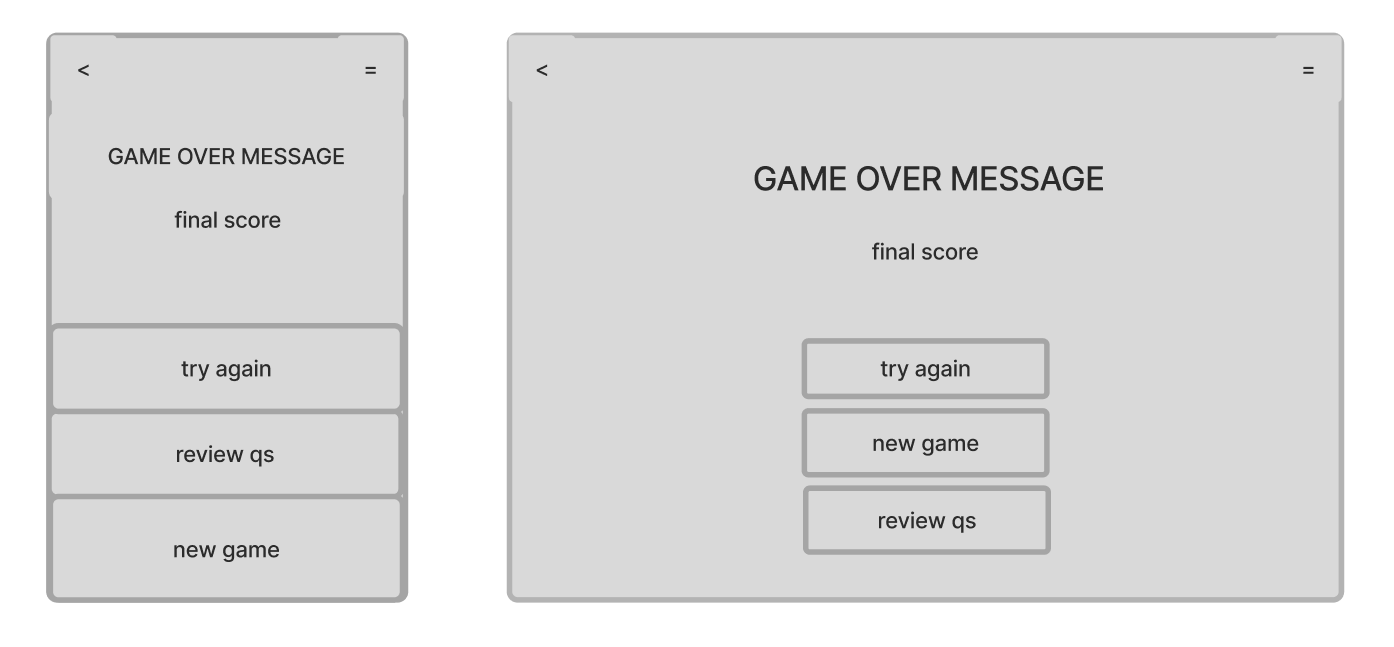 < =
GAME OVER MESSAGE
final score
try again
review qs
new game
< =
GAME OVER MESSAGE
final score
try again
new game
review qs